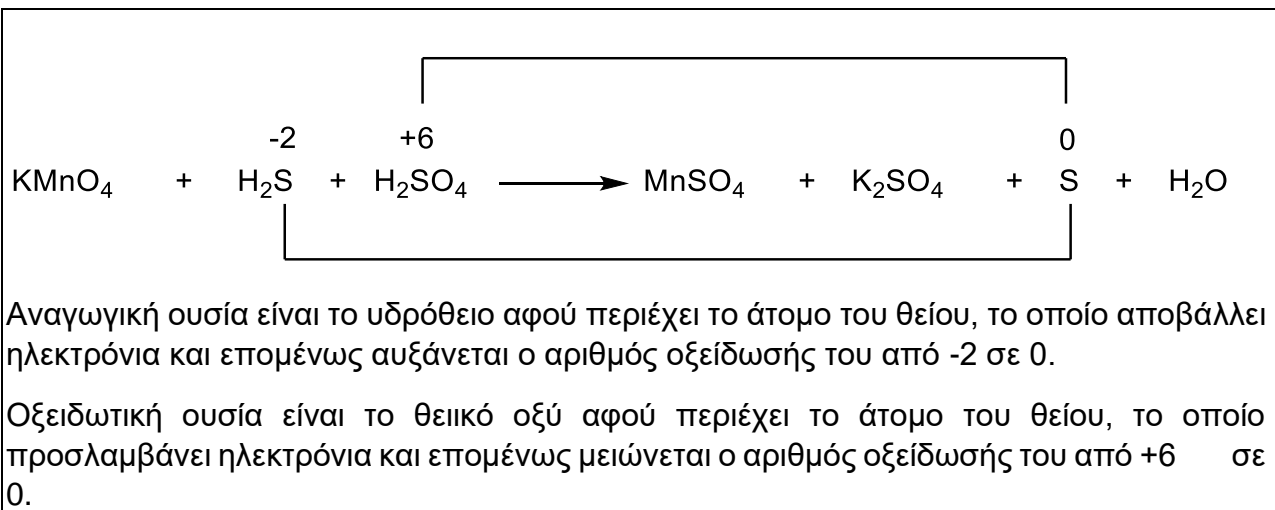 -2 +6 0
KMnO₄ + H₂S + H₂SO₄ ⟶ MnSO₄ + K₂SO₄ + S + H₂O
Αναγωγική ουσία είναι το υδρόθειο αφού περιέχει το άτομο του θείου, το οποίο αποβάλλει
ηλεκτρόνια και επομένως αυξάνεται ο αριθμός οξείδωσής του από -2 σε 0.
Οξειδωτική ουσία είναι το θειικό οξύ αφού περιέχει το άτομο του θείου, το οποίο
προσλαμβάνει ηλεκτρόνια και επομένως μειώνεται ο αριθμός οξείδωσής του από +6 σε
0.